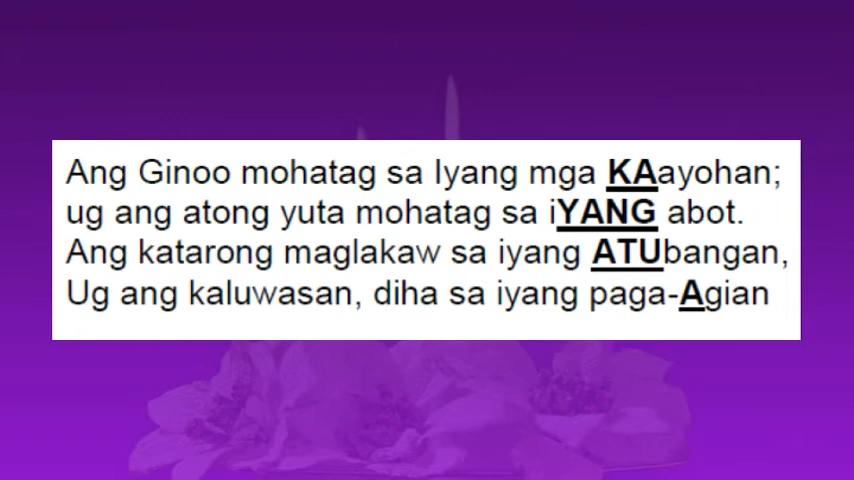 Ang Ginoo mohatag sa Iyang mga KAayohan;
ug ang atong yuta mohatag sa iYANG abot.
Ang katarong maglakaw sa iyang ATUbangan,
Ug ang kaluwasan, diha sa iyang paga-Agian